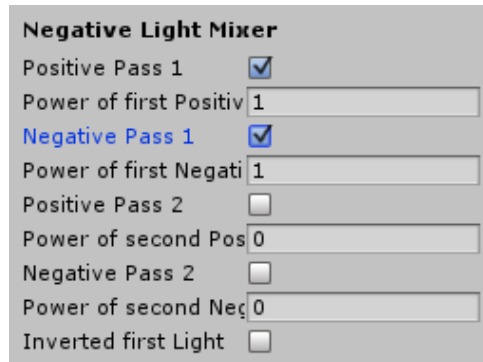 Negative Light Mixer
Positive Pass 1
Power of first Positiv 1
Negative Pass 1
Power of first Negati 1
Positive Pass 2
Power of second Pos 0
Negative Pass 2
Power of second Neg 0
Inverted first Light